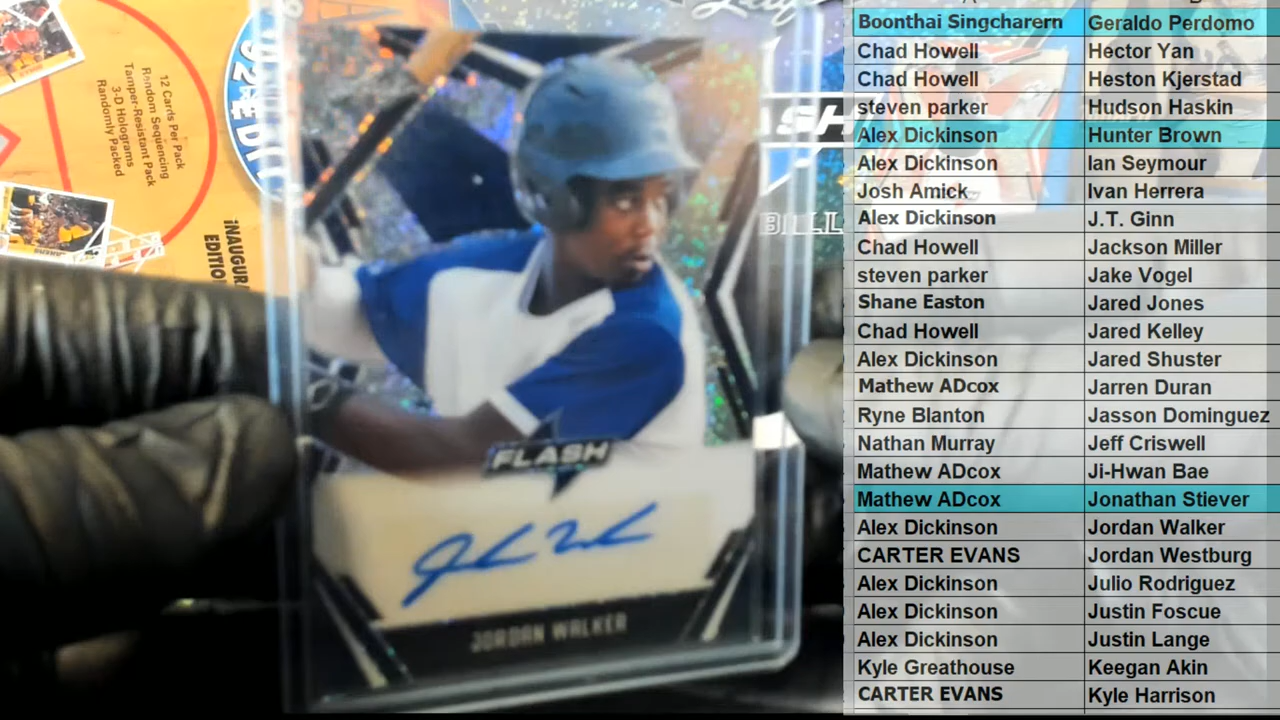 12 Cards Per Pack
Random Sequencing
Tamper-Resistant Pack
3-D Holograms
Randomly Packed
INAUGURAL
EDITION
FLASH
JORDAN WALKER
Boonthai Singcharern Geraldo Perdomo
Chad Howell Hector Yan
Chad Howell Heston Kjerstad
steven parker Hudson Haskin
Alex Dickinson Hunter Brown
Alex Dickinson Ian Seymour
Josh Amick Ivan Herrera
Alex Dickinson J.T. Ginn
Chad Howell Jackson Miller
steven parker Jake Vogel
Shane Easton Jared Jones
Chad Howell Jared Kelley
Alex Dickinson Jared Shuster
Mathew ADcox Jarren Duran
Ryne Blanton Jasson Dominguez
Nathan Murray Jeff Criswell
Mathew ADcox Ji-Hwan Bae
Mathew ADcox Jonathan Stiever
Alex Dickinson Jordan Walker
CARTER EVANS Jordan Westburg
Alex Dickinson Julio Rodriguez
Alex Dickinson Justin Foscue
Alex Dickinson Justin Lange
Kyle Greathouse Keegan Akin
CARTER EVANS Kyle Harrison